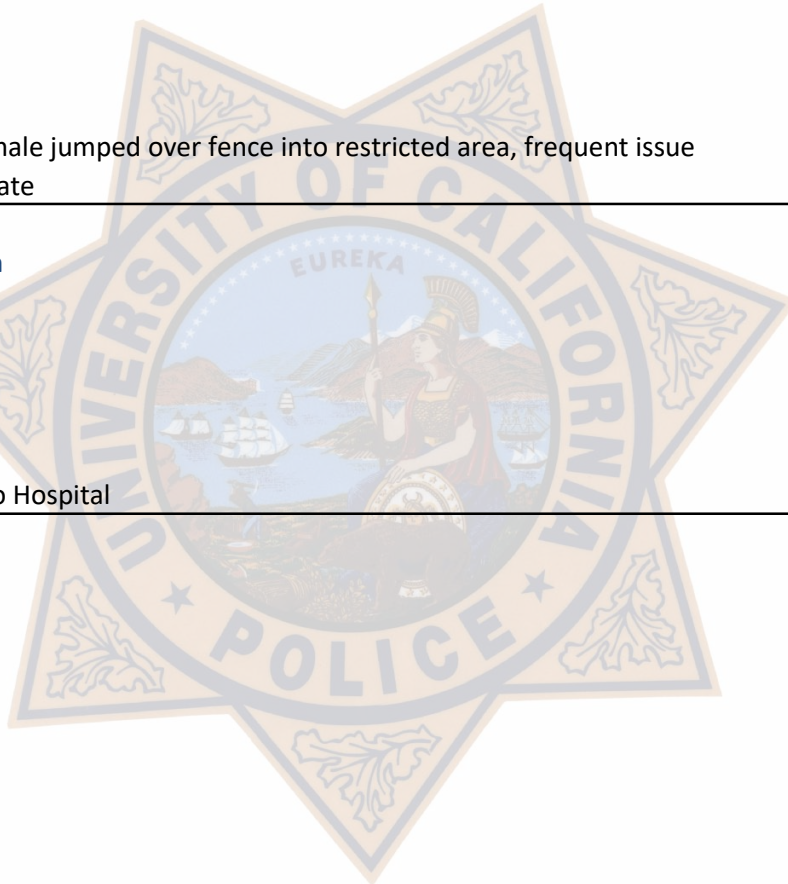 nale jumped over fence into restricted area, frequent issue
ate
UNIVERSITY OF CALIFORNIA
EUREKA
o Hospital
POLICE